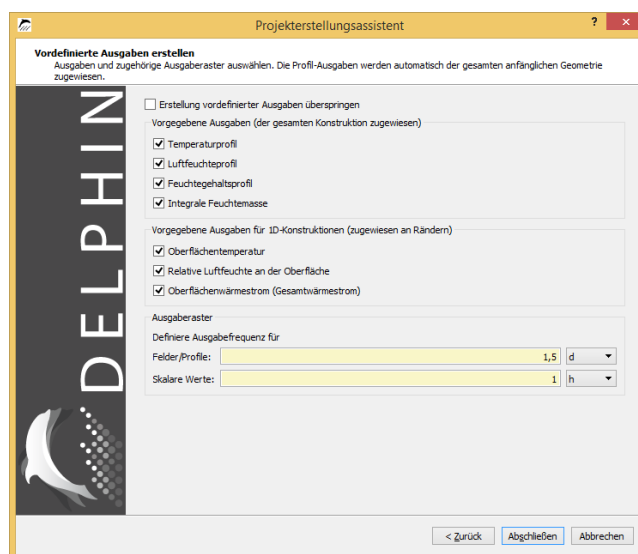 Projekterstellungsassistent
?
Vordefinierte Ausgaben erstellen
Ausgaben und zugehörige Ausgaberaster auswählen. Die Profil-Ausgaben werden automatisch der gesamten anfänglichen Geometrie
zugewiesen.
DELPHIN
Erstellung vordefinierter Ausgaben überspringen
Vorgegebene Ausgaben (der gesamten Konstruktion zugewiesen)
Temperaturprofil
Luftfeuchteprofil
Feuchtegehaltsprofil
Integrale Feuchtemasse
Vorgegebene Ausgaben für 1D-Konstruktionen (zugewiesen an Rändern)
Oberflächentemperatur
Relative Luftfeuchte an der Oberfläche
Oberflächenwärmestrom (Gesamtwärmestrom)
Ausgaberaster
Definiere Ausgabefrequenz für
Felder/Profile: 1,5 d
Skalare Werte: 1 h
< Zurück Abschließen Abbrechen